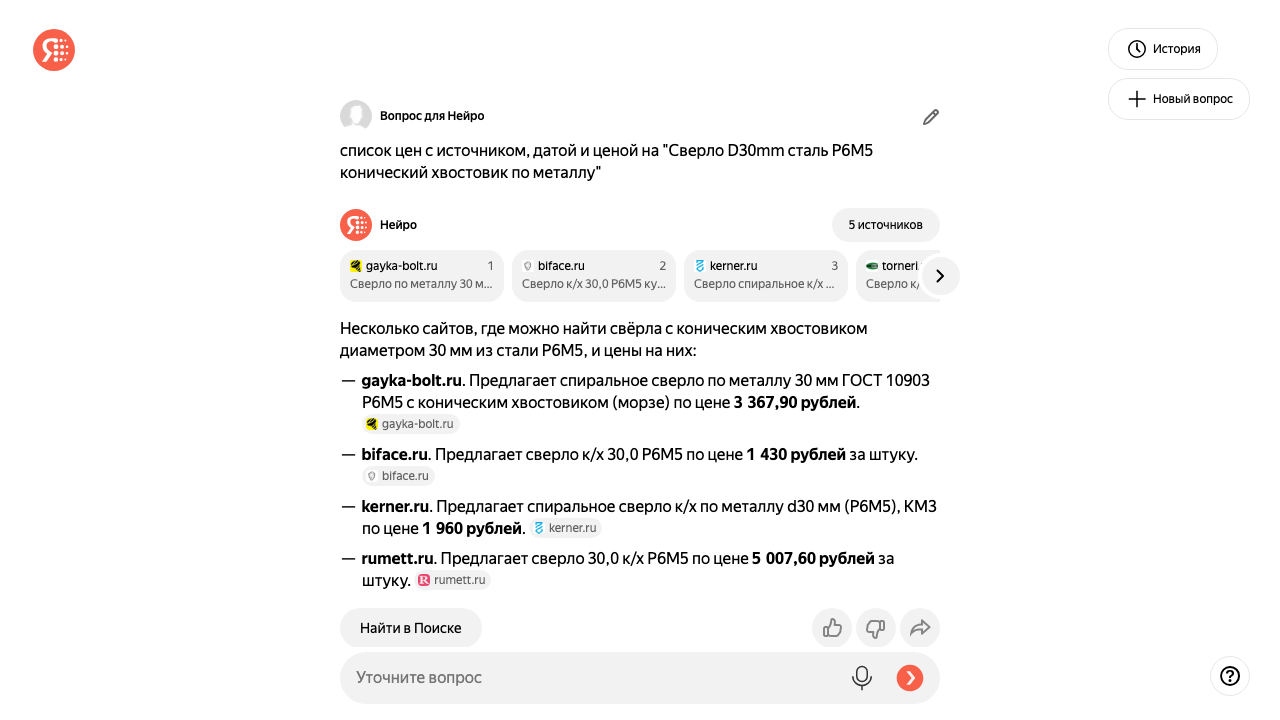 История
Новый вопрос
Вопрос для Нейро
список цен с источником, датой и ценой на "Сверло D30mm сталь Р6М5
конический хвостовик по металлу"
Нейро
5 источников
gayka-bolt.ru 1
Сверло по металлу 30 м...
biface.ru 2
Сверло к/х 30,0 Р6М5 ку...
kerner.ru 3
Сверло спиральное к/х ...
torneri
Сверло к/
Несколько сайтов, где можно найти свёрла с коническим хвостовиком
диаметром 30 мм из стали Р6М5, и цены на них:
— gayka-bolt.ru. Предлагает спиральное сверло по металлу 30 мм ГОСТ 10903
Р6М5 с коническим хвостовиком (морзе) по цене 3 367,90 рублей.
gayka-bolt.ru
— biface.ru. Предлагает сверло к/х 30,0 Р6М5 по цене 1 430 рублей за штуку.
biface.ru
— kerner.ru. Предлагает спиральное сверло к/х по металлу d30 мм (Р6М5), КМ3
по цене 1 960 рублей. kerner.ru
— rumett.ru. Предлагает сверло 30,0 к/х Р6М5 по цене 5 007,60 рублей за
штуку. rumett.ru
Найти в Поиске
Уточните вопрос